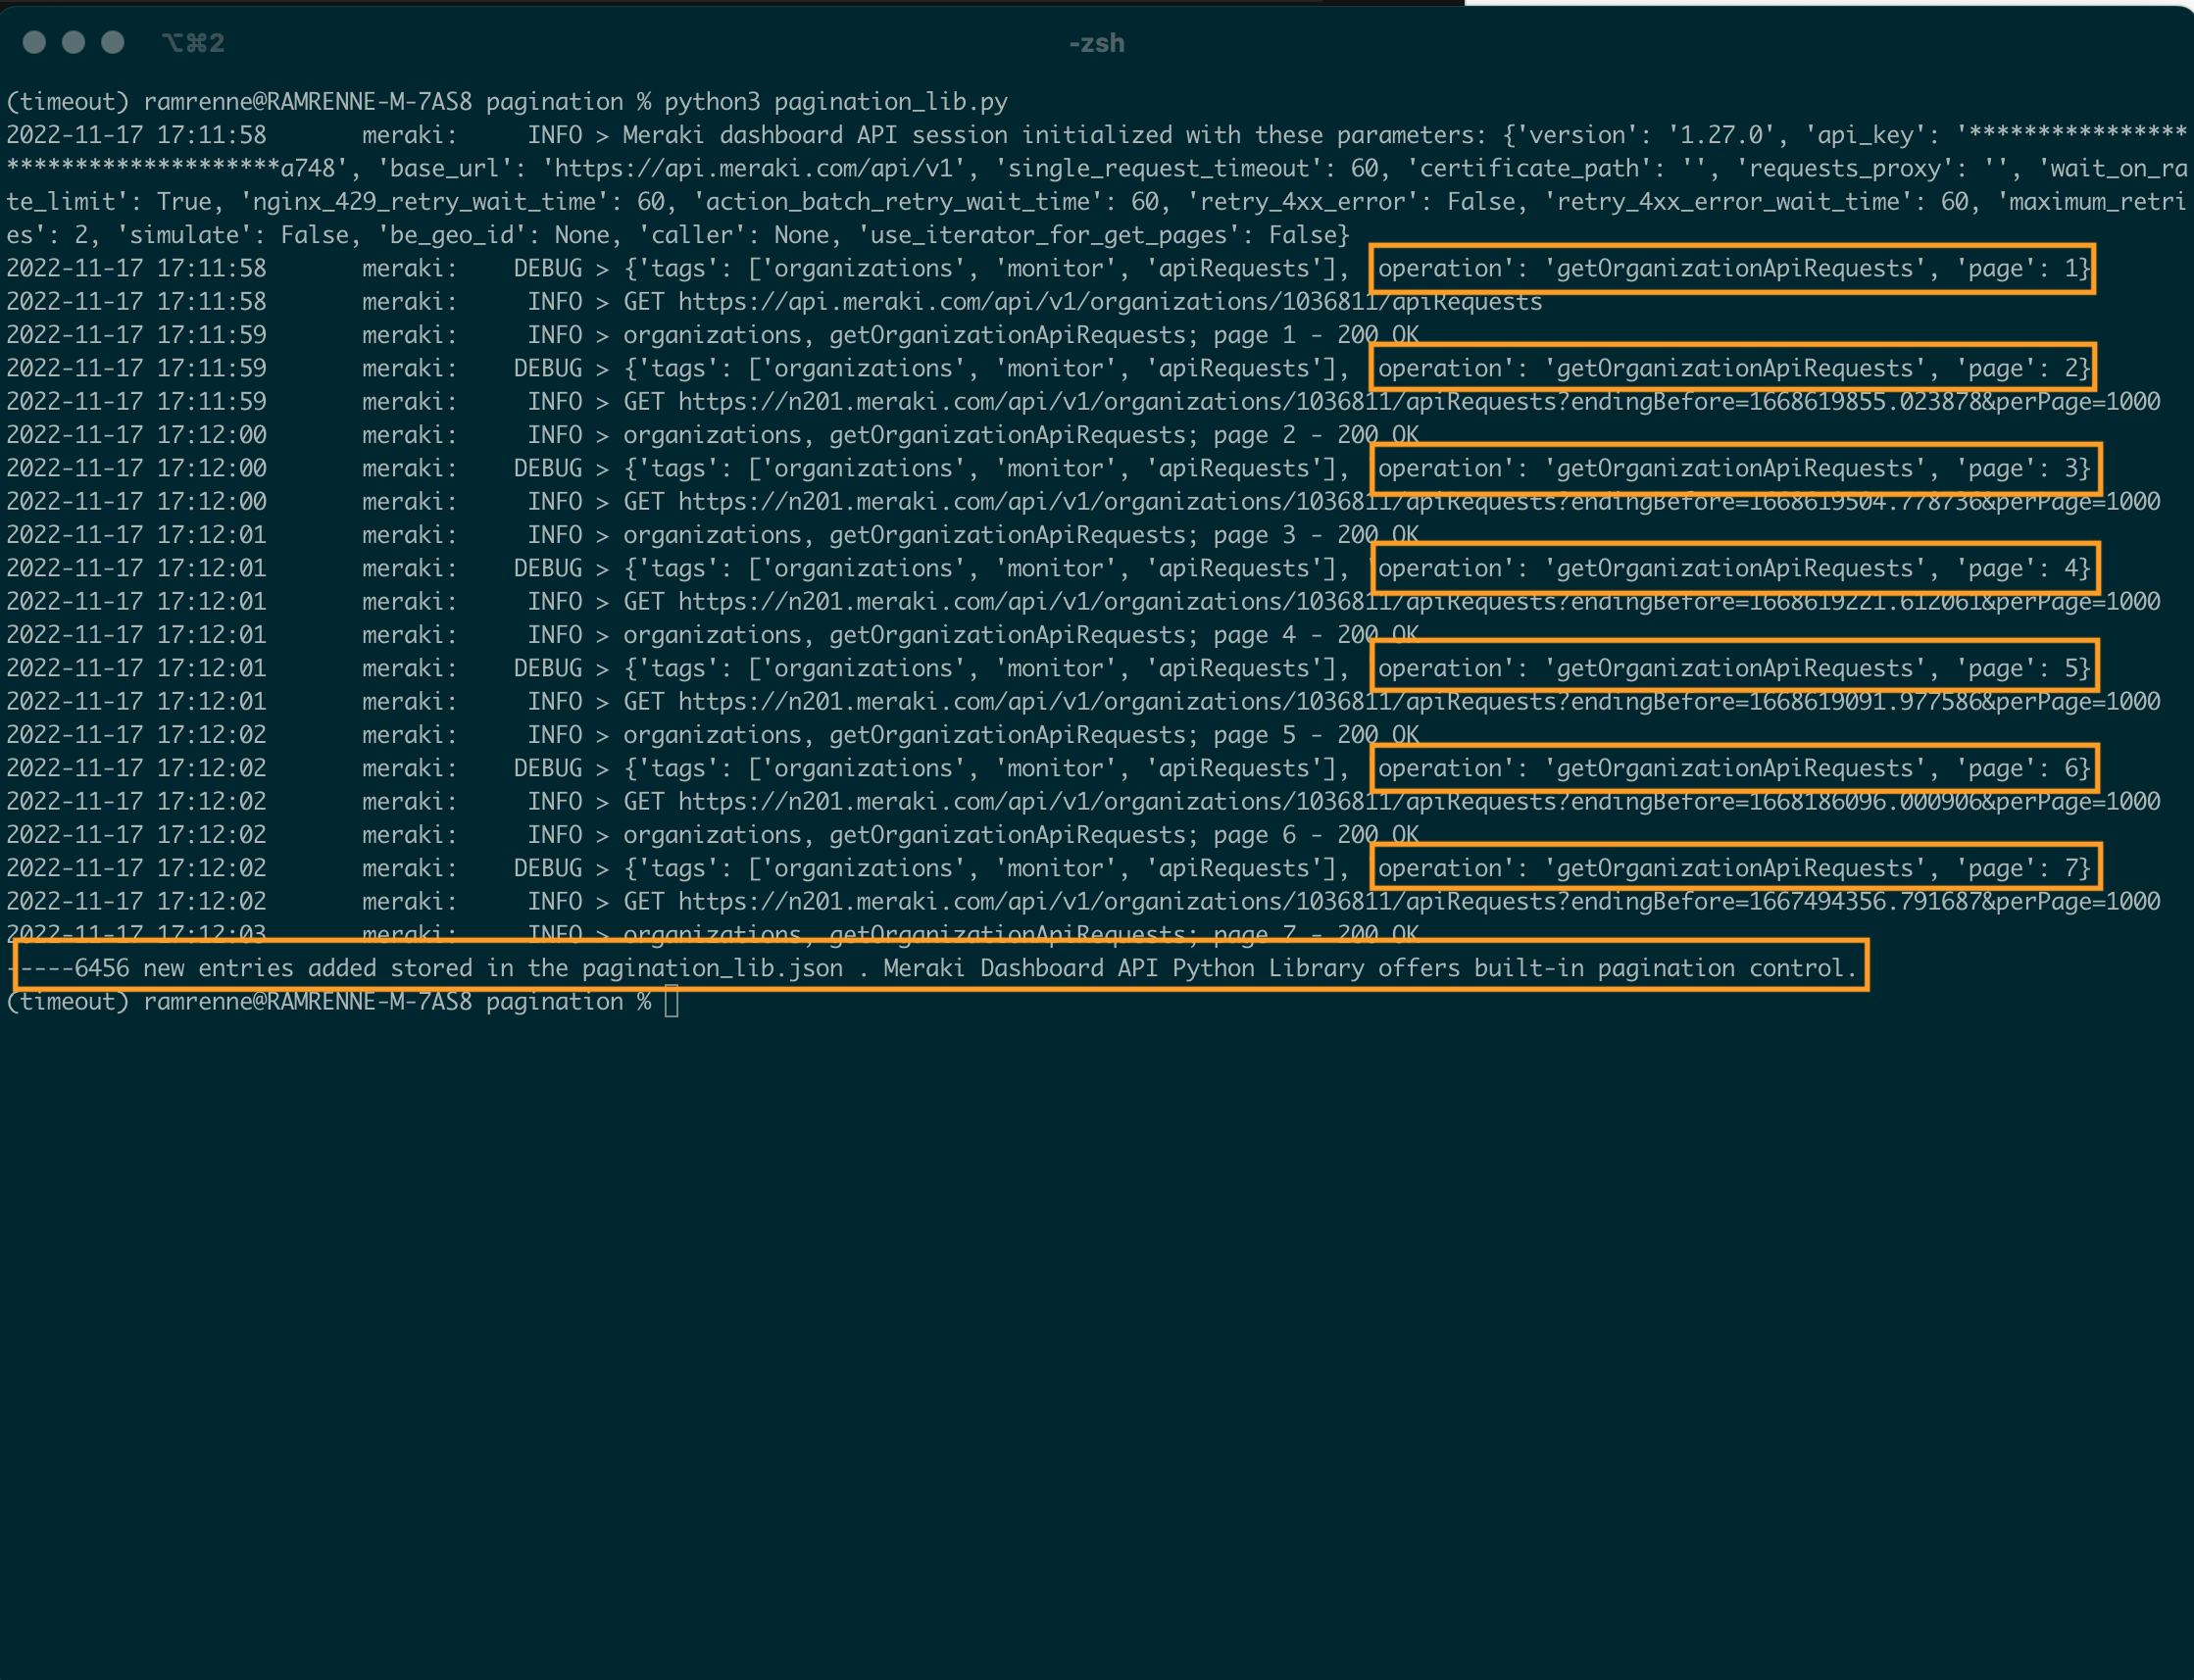 ⌥⌘2
-zsh
(timeout) ramrenne@RAMRENNE-M-7AS8 pagination % python3 pagination_lib.py
2022-11-17 17:11:58       meraki:     INFO > Meraki dashboard API session initialized with these parameters: {'version': '1.27.0', 'api_key': '****************
********************a748', 'base_url': 'https://api.meraki.com/api/v1', 'single_request_timeout': 60, 'certificate_path': '', 'requests_proxy': '', 'wait_on_ra
te_limit': True, 'nginx_429_retry_wait_time': 60, 'action_batch_retry_wait_time': 60, 'retry_4xx_error': False, 'retry_4xx_error_wait_time': 60, 'maximum_retri
es': 2, 'simulate': False, 'be_geo_id': None, 'caller': None, 'use_iterator_for_get_pages': False}
2022-11-17 17:11:58       meraki:    DEBUG > {'tags': ['organizations', 'monitor', 'apiRequests'], 'operation': 'getOrganizationApiRequests', 'page': 1}
2022-11-17 17:11:58       meraki:     INFO > GET https://api.meraki.com/api/v1/organizations/1036811/apiRequests
2022-11-17 17:11:59       meraki:     INFO > organizations, getOrganizationApiRequests; page 1 - 200 OK
2022-11-17 17:11:59       meraki:    DEBUG > {'tags': ['organizations', 'monitor', 'apiRequests'], 'operation': 'getOrganizationApiRequests', 'page': 2}
2022-11-17 17:11:59       meraki:     INFO > GET https://n201.meraki.com/api/v1/organizations/1036811/apiRequests?endingBefore=1668619855.023878&perPage=1000
2022-11-17 17:12:00       meraki:     INFO > organizations, getOrganizationApiRequests; page 2 - 200 OK
2022-11-17 17:12:00       meraki:    DEBUG > {'tags': ['organizations', 'monitor', 'apiRequests'], 'operation': 'getOrganizationApiRequests', 'page': 3}
2022-11-17 17:12:00       meraki:     INFO > GET https://n201.meraki.com/api/v1/organizations/1036811/apiRequests?endingBefore=1668619504.778736&perPage=1000
2022-11-17 17:12:01       meraki:     INFO > organizations, getOrganizationApiRequests; page 3 - 200 OK
2022-11-17 17:12:01       meraki:    DEBUG > {'tags': ['organizations', 'monitor', 'apiRequests'], 'operation': 'getOrganizationApiRequests', 'page': 4}
2022-11-17 17:12:01       meraki:     INFO > GET https://n201.meraki.com/api/v1/organizations/1036811/apiRequests?endingBefore=1668619221.612061&perPage=1000
2022-11-17 17:12:01       meraki:     INFO > organizations, getOrganizationApiRequests; page 4 - 200 OK
2022-11-17 17:12:01       meraki:    DEBUG > {'tags': ['organizations', 'monitor', 'apiRequests'], 'operation': 'getOrganizationApiRequests', 'page': 5}
2022-11-17 17:12:01       meraki:     INFO > GET https://n201.meraki.com/api/v1/organizations/1036811/apiRequests?endingBefore=1668619091.977586&perPage=1000
2022-11-17 17:12:02       meraki:     INFO > organizations, getOrganizationApiRequests; page 5 - 200 OK
2022-11-17 17:12:02       meraki:    DEBUG > {'tags': ['organizations', 'monitor', 'apiRequests'], 'operation': 'getOrganizationApiRequests', 'page': 6}
2022-11-17 17:12:02       meraki:     INFO > GET https://n201.meraki.com/api/v1/organizations/1036811/apiRequests?endingBefore=1668186096.000906&perPage=1000
2022-11-17 17:12:02       meraki:     INFO > organizations, getOrganizationApiRequests; page 6 - 200 OK
2022-11-17 17:12:02       meraki:    DEBUG > {'tags': ['organizations', 'monitor', 'apiRequests'], 'operation': 'getOrganizationApiRequests', 'page': 7}
2022-11-17 17:12:02       meraki:     INFO > GET https://n201.meraki.com/api/v1/organizations/1036811/apiRequests?endingBefore=1667494356.791687&perPage=1000
2022-11-17 17:12:03       meraki:     INFO > organizations, getOrganizationApiRequests; page 7 - 200 OK
-----6456 new entries added stored in the pagination_lib.json . Meraki Dashboard API Python Library offers built-in pagination control.
(timeout) ramrenne@RAMRENNE-M-7AS8 pagination %